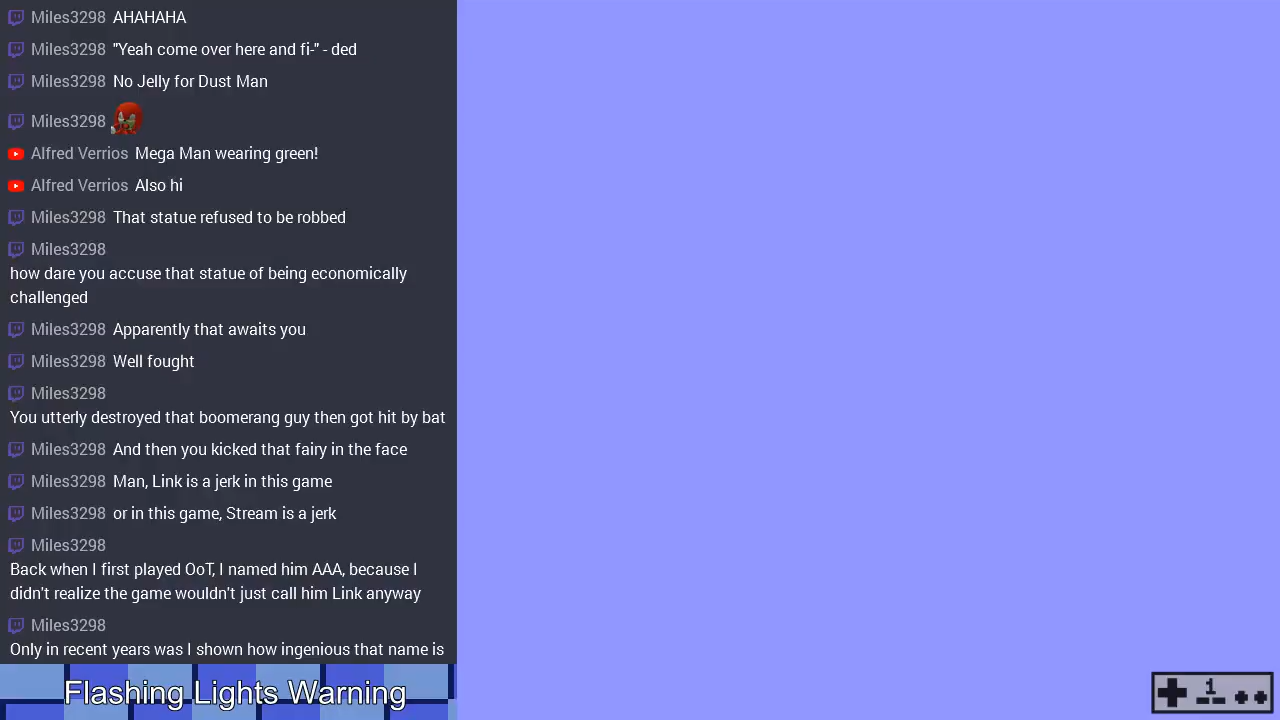 Miles3298 AHAHAHA
Miles3298 "Yeah come over here and fi-" - ded
Miles3298 No Jelly for Dust Man
Miles3298
Alfred Verrios Mega Man wearing green!
Alfred Verrios Also hi
Miles3298 That statue refused to be robbed
Miles3298
how dare you accuse that statue of being economically
challenged
Miles3298 Apparently that awaits you
Miles3298 Well fought
Miles3298
You utterly destroyed that boomerang guy then got hit by bat
Miles3298 And then you kicked that fairy in the face
Miles3298 Man, Link is a jerk in this game
Miles3298 or in this game, Stream is a jerk
Miles3298
Back when I first played OoT, I named him AAA, because I
didn't realize the game wouldn't just call him Link anyway
Miles3298
Only in recent years was I shown how ingenious that name is
Flashing Lights Warning
1